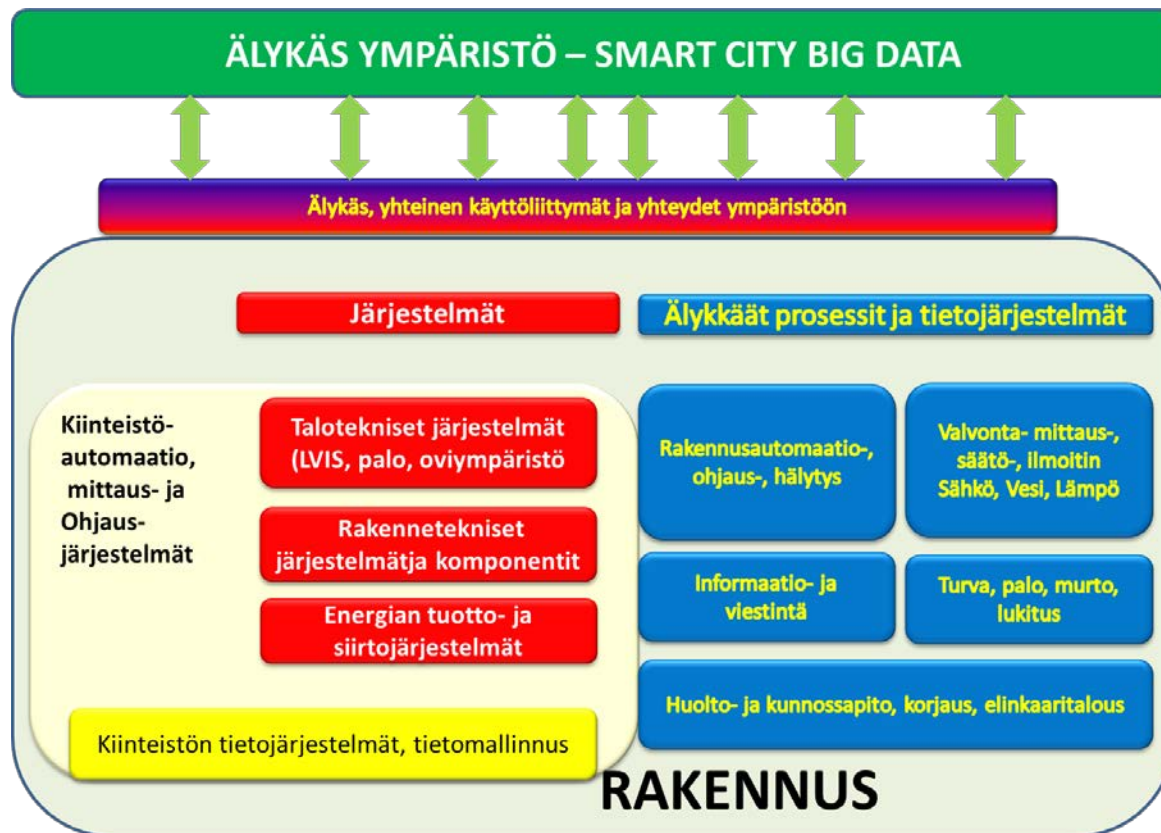 ÄLYKÄS YMPÄRISTÖ – SMART CITY BIG DATA
Älykäs, yhteinen käyttöliittymät ja yhteydet ympäristöön
Järjestelmät
Älykkäät prosessit ja tietojärjestelmät
Kiinteistö-
automaatio,
mittaus- ja
Ohjaus-
järjestelmät
Talotekniset järjestelmät
(LVIS, palo, oviympäristö
Rakennetekniset
järjestelmätja komponentit
Energian tuotto- ja
siirtojärjestelmät
Kiinteistön tietojärjestelmät, tietomallinnus
Rakennusautomaatio-,
ohjaus-, hälytys
Valvonta- mittaus-,
säätö-, ilmoitin
Sähkö, Vesi, Lämpö
Informaatio- ja
viestintä
Turva, palo, murto,
lukitus
Huolto- ja kunnossapito, korjaus, elinkaaritalous
RAKENNUS